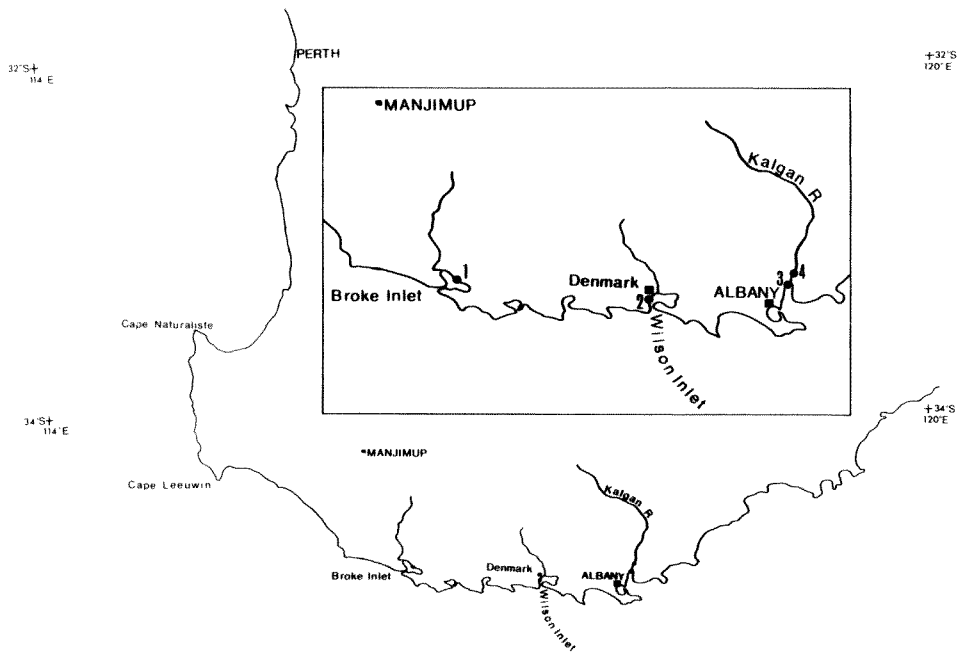 PERTH
32°S+
114 E
+32°S
120°E
MANJIMUP
Kalgan R
1
Broke Inlet
Denmark
2
Wilson Inlet
ALBANY
3
4
Cape Naturaliste
34°S+
114°E
+34°S
120°E
Cape Leeuwin
MANJIMUP
Kalgan R
Broke Inlet
Denmark
ALBANY
Wilson Inlet